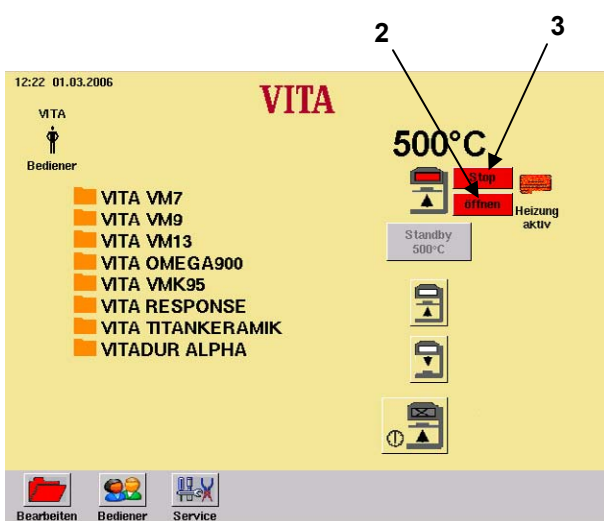 2
3
12:22 01.03.2006
VITA
VITA
Bediener
500°C
Stop
öffnen
Heizung
aktiv
Standby
500°C
VITA VM7
VITA VM9
VITA VM13
VITA OMEGA900
VITA VMK95
VITA RESPONSE
VITA TITANKERAMIK
VITADUR ALPHA
Bearbeiten
Bediener
Service